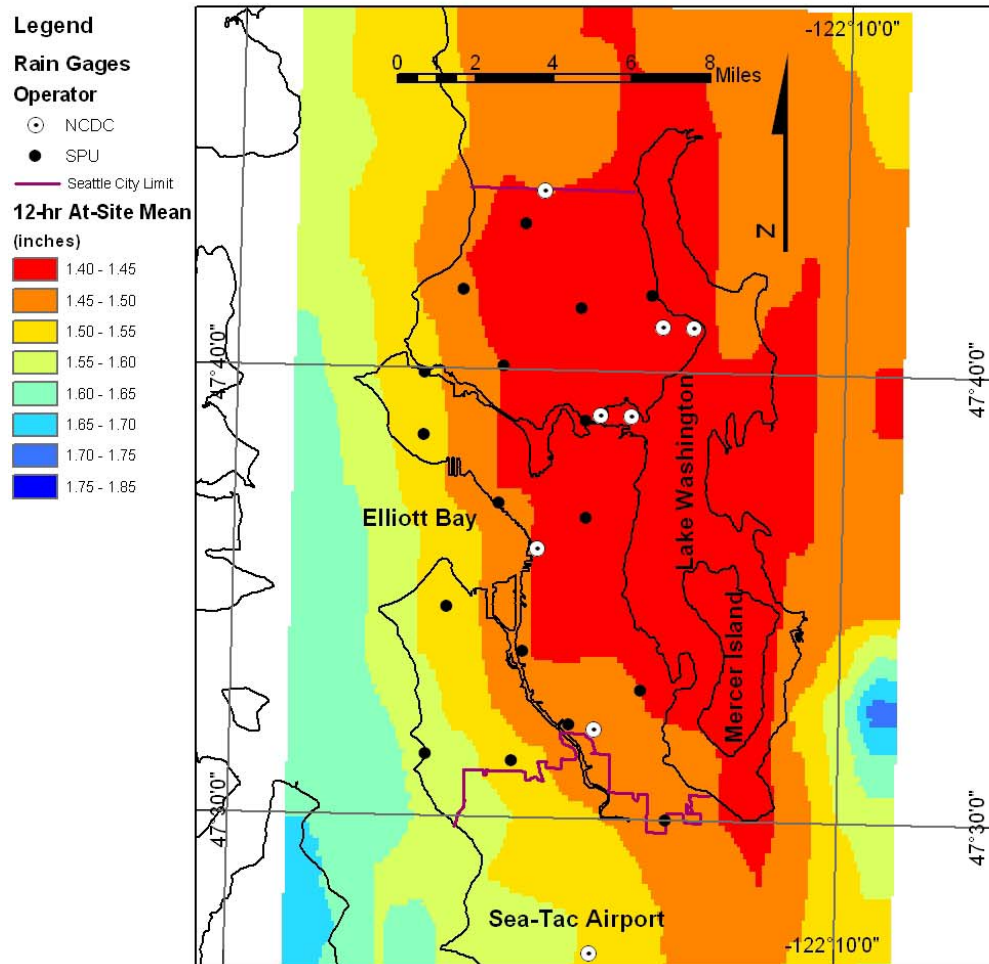 Legend
Rain Gages
Operator
NCDC
SPU
Seattle City Limit
12-hr At-Site Mean
(inches)
1.40 - 1.45
1.45 - 1.50
1.50 - 1.55
1.55 - 1.60
1.60 - 1.65
1.65 - 1.70
1.70 - 1.75
1.75 - 1.85
-122°10'0"
0 2 4 6 8
Miles
N
47°40'0"
47°40'0"
Lake Washington
Elliott Bay
Mercer Island
47°30'0"
47°30'0"
Sea-Tac Airport
-122°10'0"